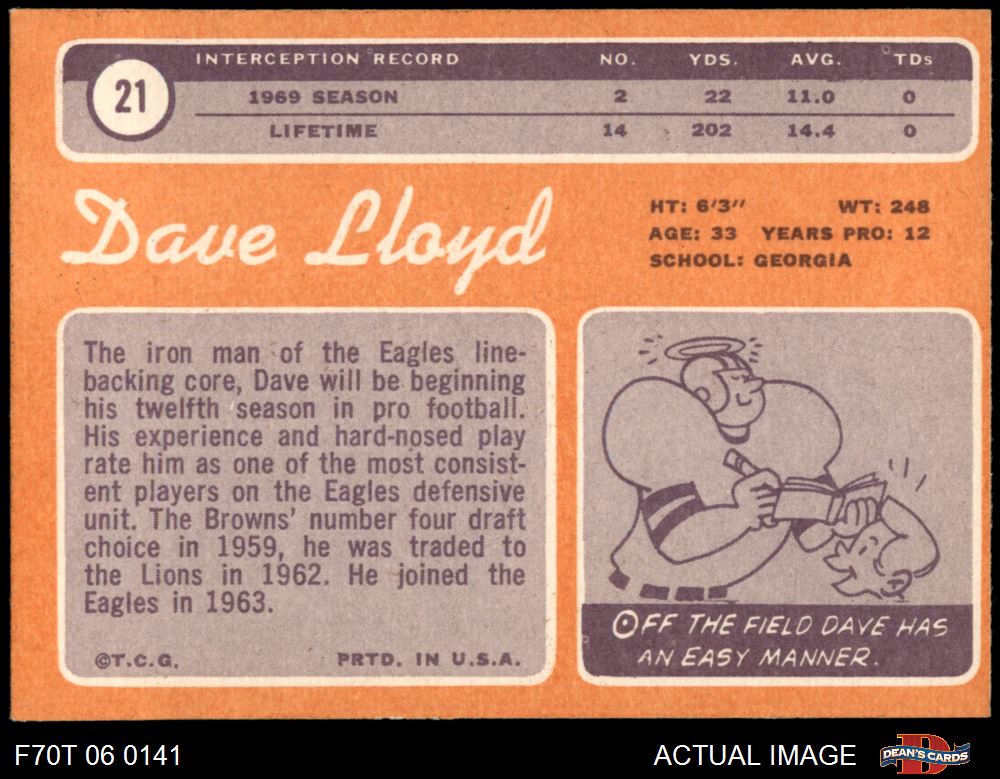 INTERCEPTION RECORD NO. YDS. AVG. TDs
21
1969 SEASON 2 22 11.0 0
LIFETIME 14 202 14.4 0
Dave Lloyd
HT: 6'3" WT: 248
AGE: 33 YEARS PRO: 12
SCHOOL: GEORGIA
The iron man of the Eagles line-
backing core, Dave will be beginning
his twelfth season in pro football.
His experience and hard-nosed play
rate him as one of the most consist-
ent players on the Eagles defensive
unit. The Browns' number four draft
choice in 1959, he was traded to
the Lions in 1962. He joined the
Eagles in 1963.
©T.C.G. PRTD. IN U.S.A.
OFF THE FIELD DAVE HAS
AN EASY MANNER.
F70T 06 0141 ACTUAL IMAGE DEAN'S CARDS